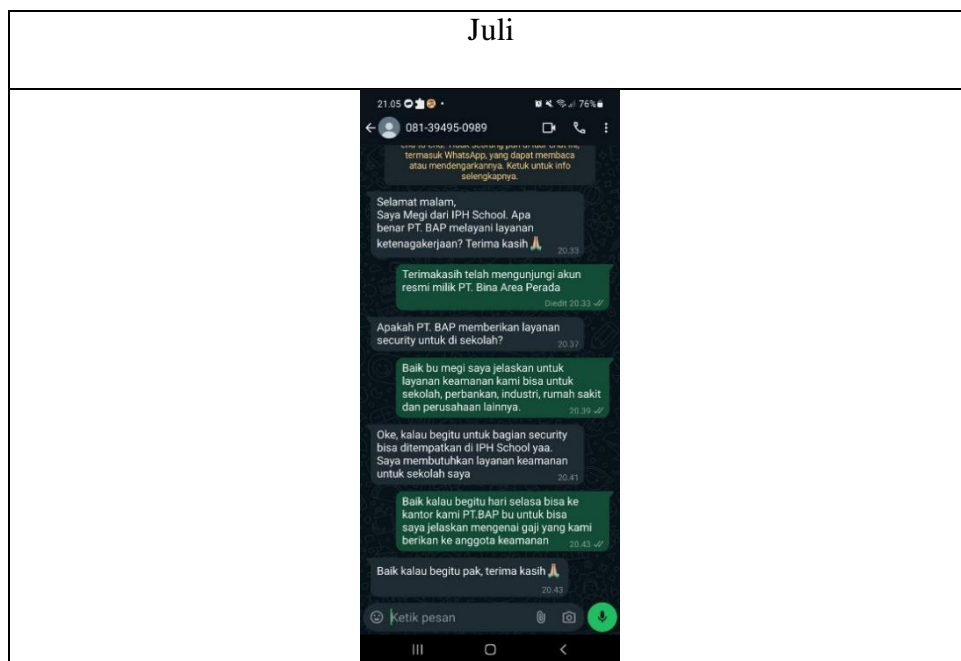 Juli
21.05
76%
081-39495-0989
termasuk WhatsApp, yang dapat membaca
atau mendengarkannya. Ketuk untuk info
selengkapnya.
Selamat malam,
Saya Megi dari IPH School. Apa
benar PT. BAP melayani layanan
ketenagakerjaan? Terima kasih
20.33
Terimakasih telah mengunjungi akun
resmi milik PT. Bina Area Perada
Diedit 20.33
Apakah PT. BAP memberikan layanan
security untuk di sekolah?
20.37
Baik bu megi saya jelaskan untuk
layanan keamanan kami bisa untuk
sekolah, perbankan, industri, rumah sakit
dan perusahaan lainnya.
20.39
Oke, kalau begitu untuk bagian security
bisa ditempatkan di IPH School yaa.
Saya membutuhkan layanan keamanan
untuk sekolah saya
20.41
Baik kalau begitu hari selasa bisa ke
kantor kami PT.BAP bu untuk bisa
saya jelaskan mengenai gaji yang kami
berikan ke anggota keamanan
20.43
Baik kalau begitu pak, terima kasih
20.43
Ketik pesan